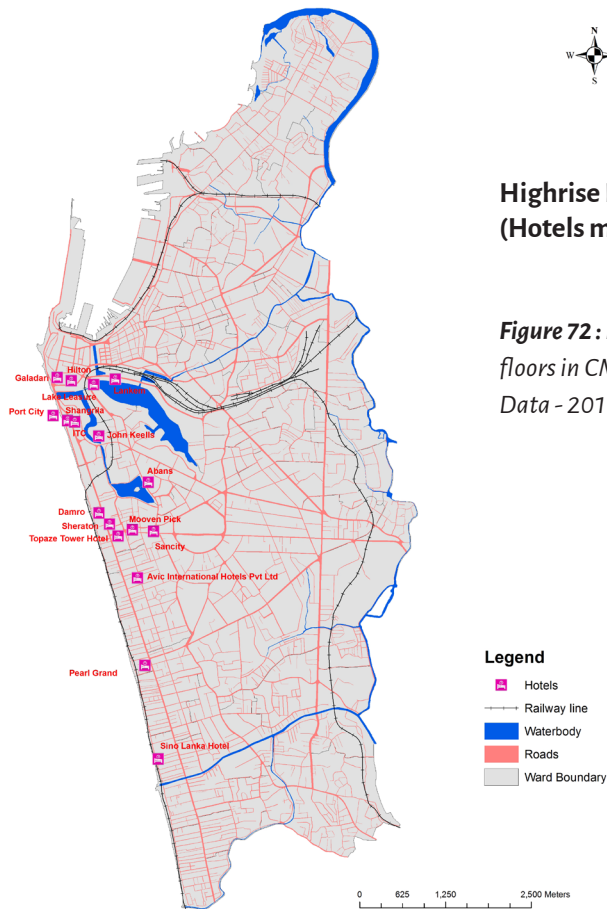 N
W
S
Highrise
(Hotels
Figure 72 :
floors in
Data - 201
Hilton
Galadari
Lake Leasure
Port City
Shangrila
ITC
John Keells
Abans
Damro
Sheraton
Mooven Pick
Topaze Tower Hotel
Sancity
Avic International Hotels Pvt Ltd
Pearl Grand
Sino Lanka Hotel
Legend
Hotels
Railway line
Waterbody
Roads
Ward Boundary
0 625 1,250 2,500 Meters